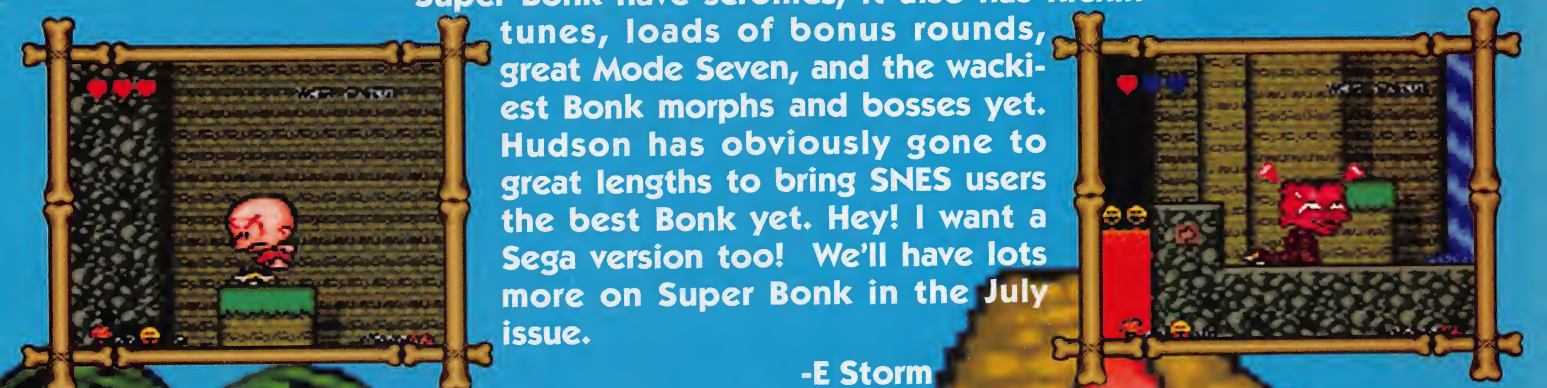 tunes, loads of bonus rounds,
great Mode Seven, and the wacki-
est Bonk morphs and bosses yet.
Hudson has obviously gone to
great lengths to bring SNES users
the best Bonk yet. Hey! I want a
Sega version too! We'll have lots
more on Super Bonk in the July
issue.
-E Storm